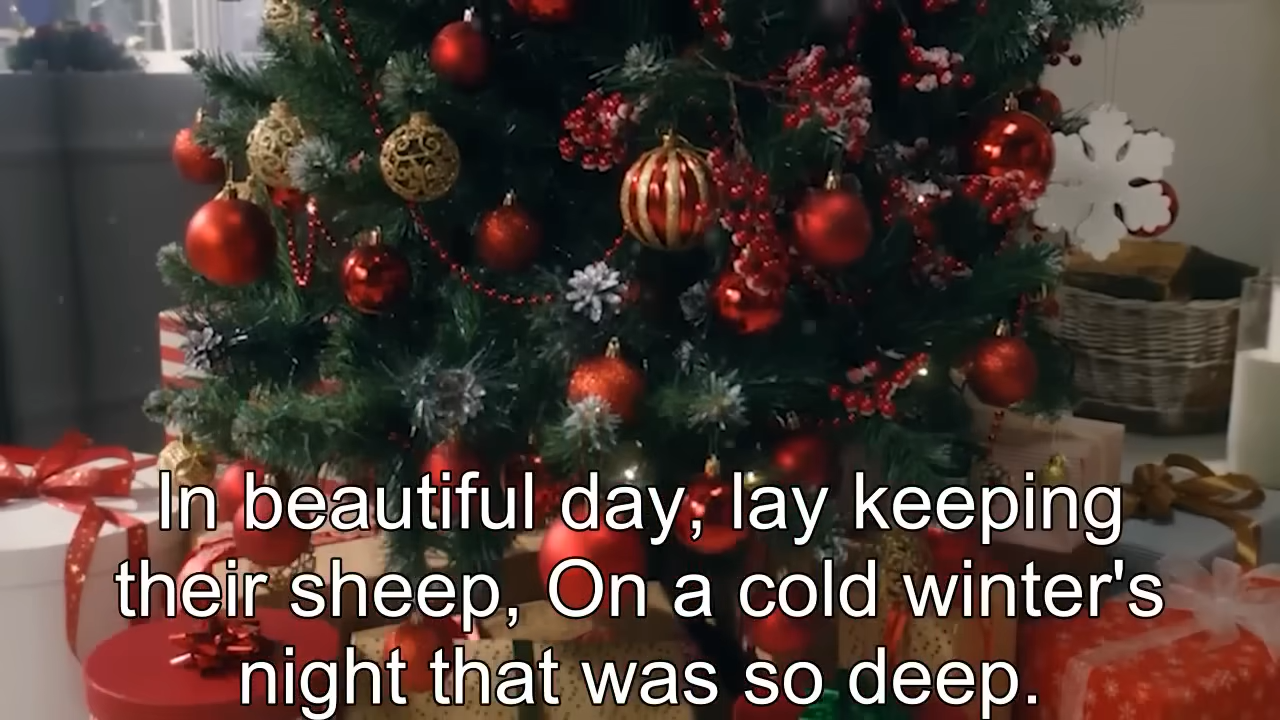 In beautiful day, lay keeping
their sheep, On a cold winter's
night that was so deep.